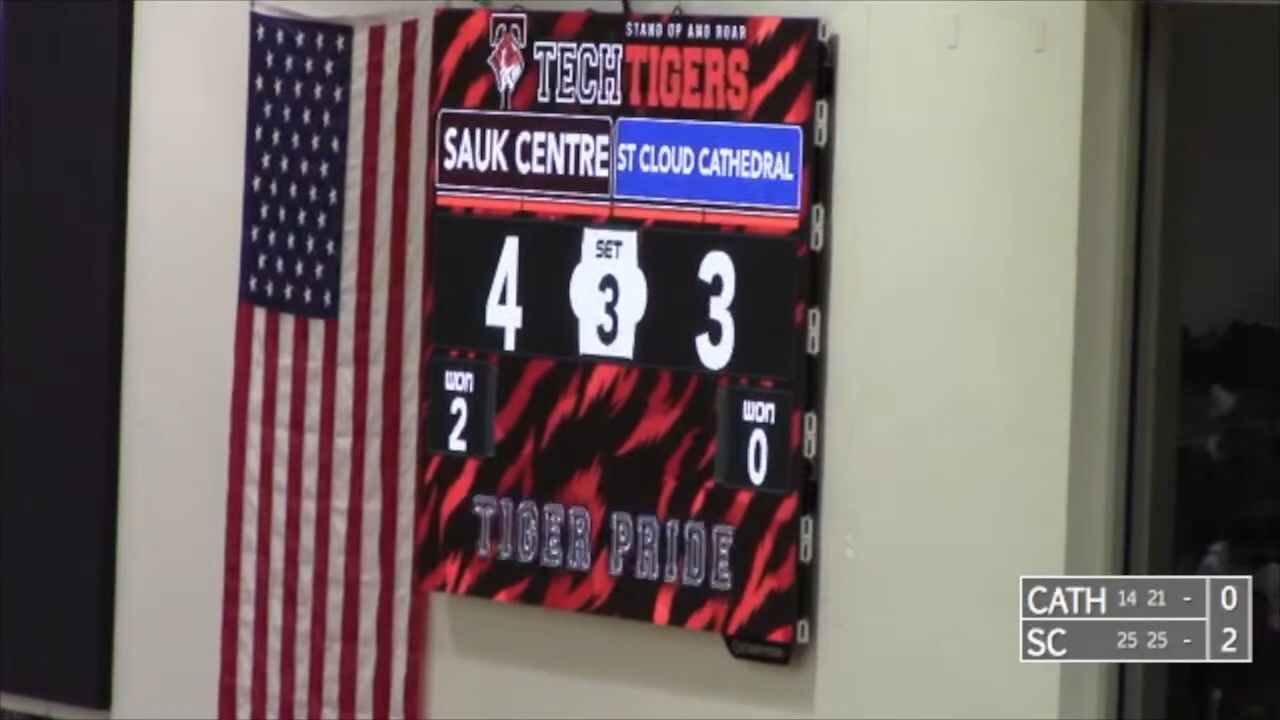 STAND UP AND ROAR
TECH TIGERS
SAUK CENTRE ST CLOUD CATHEDRAL
4 SET 3
3
WON WON
2 0
TIGER PRIDE
CATH 14 21 - 0
SC 25 25 - 2